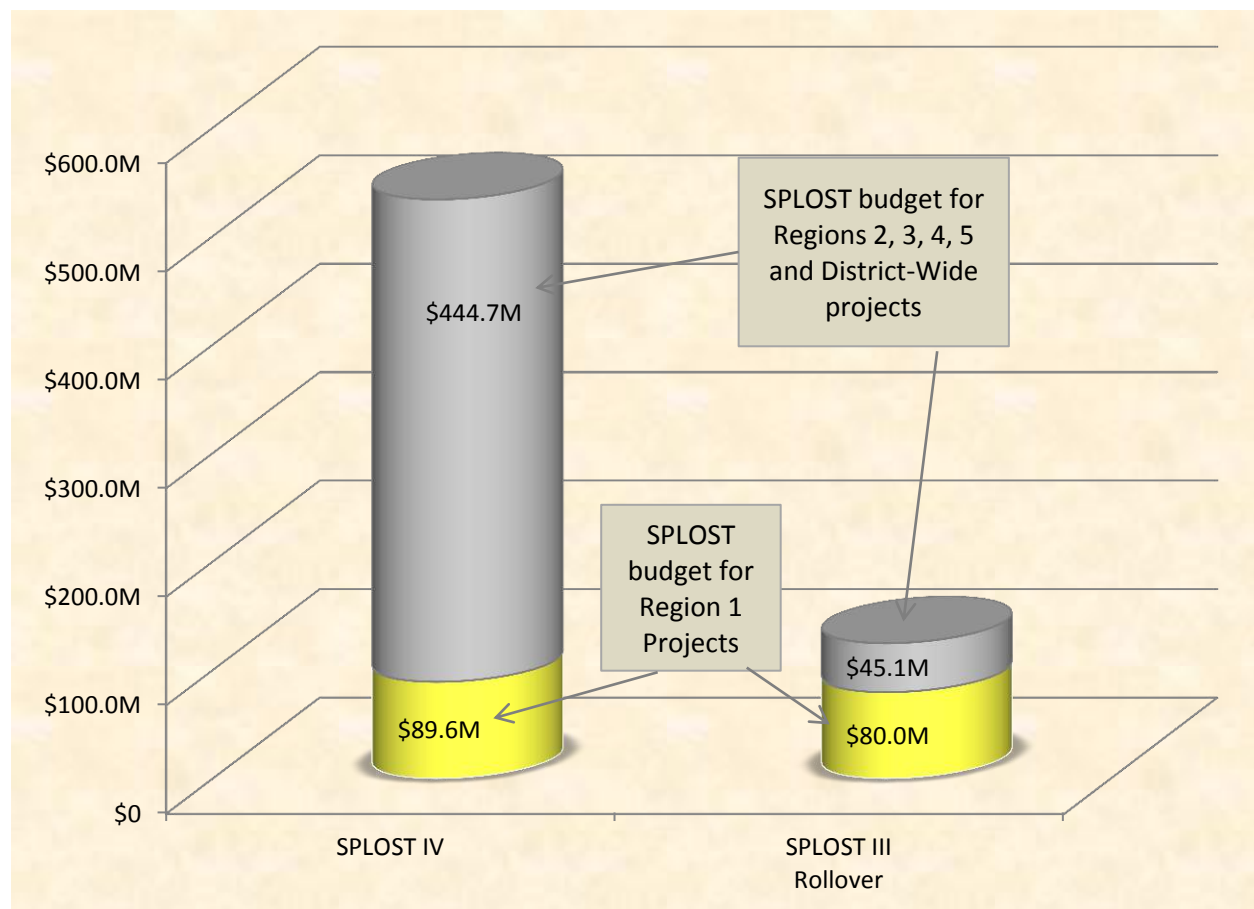 $600.0M
$500.0M
$400.0M
$300.0M
$200.0M
$100.0M
$0
SPLOST budget for
Regions 2, 3, 4, 5
and District-Wide
projects
$444.7M
SPLOST
budget for
Region 1
Projects
$45.1M
$89.6M
$80.0M
SPLOST IV
SPLOST III
Rollover